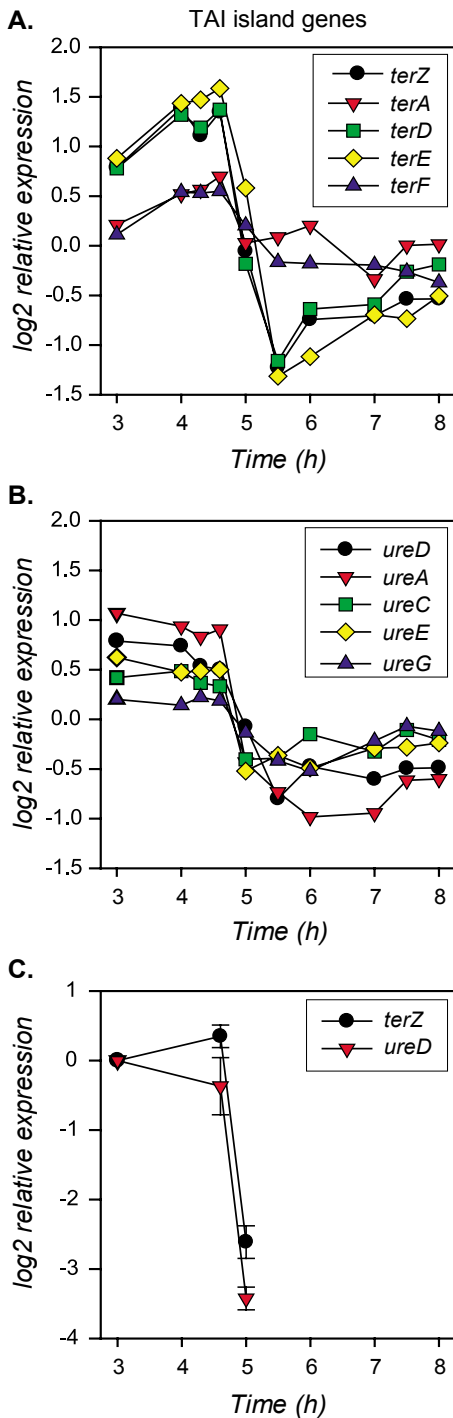 A.
TAI island genes
2.0
1.5
1.0
0.5
0.0
-0.5
-1.0
-1.5
log2 relative expression
terZ
terA
terD
terE
terF
3 4 5 6 7 8
Time (h)
B.
2.0
1.5
1.0
0.5
0.0
-0.5
-1.0
-1.5
log2 relative expression
ureD
ureA
ureC
ureE
ureG
3 4 5 6 7 8
Time (h)
C.
1
0
-1
-2
-3
-4
log2 relative expression
terZ
ureD
3 4 5 6 7 8
Time (h)